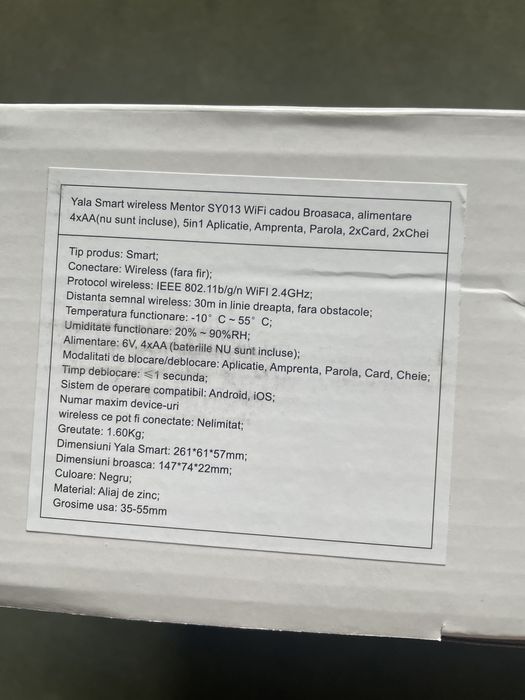 Yala Smart wireless Mentor SY013 WiFi cadou Broasaca, alimentare
4xAA(nu sunt incluse), 5in1 Aplicatie, Amprenta, Parola, 2xCard, 2xChei
Tip produs: Smart;
Conectare: Wireless (fara fir);
Protocol wireless: IEEE 802.11b/g/n WiFI 2.4GHz;
Distanta semnal wireless: 30m in linie dreapta, fara obstacole;
Temperatura functionare: -10° C ~ 55° C;
Umiditate functionare: 20% ~ 90%RH;
Alimentare: 6V, 4xAA (bateriile NU sunt incluse);
Modalitati de blocare/deblocare: Aplicatie, Amprenta, Parola, Card, Cheie;
Timp deblocare: ≤1 secunda;
Sistem de operare compatibil: Android, iOS;
Numar maxim device-uri
wireless ce pot fi conectate: Nelimitat;
Greutate: 1.60Kg;
Dimensiuni Yala Smart: 261*61*57mm;
Dimensiuni broasca: 147*74*22mm;
Culoare: Negru;
Material: Aliaj de zinc;
Grosime usa: 35-55mm